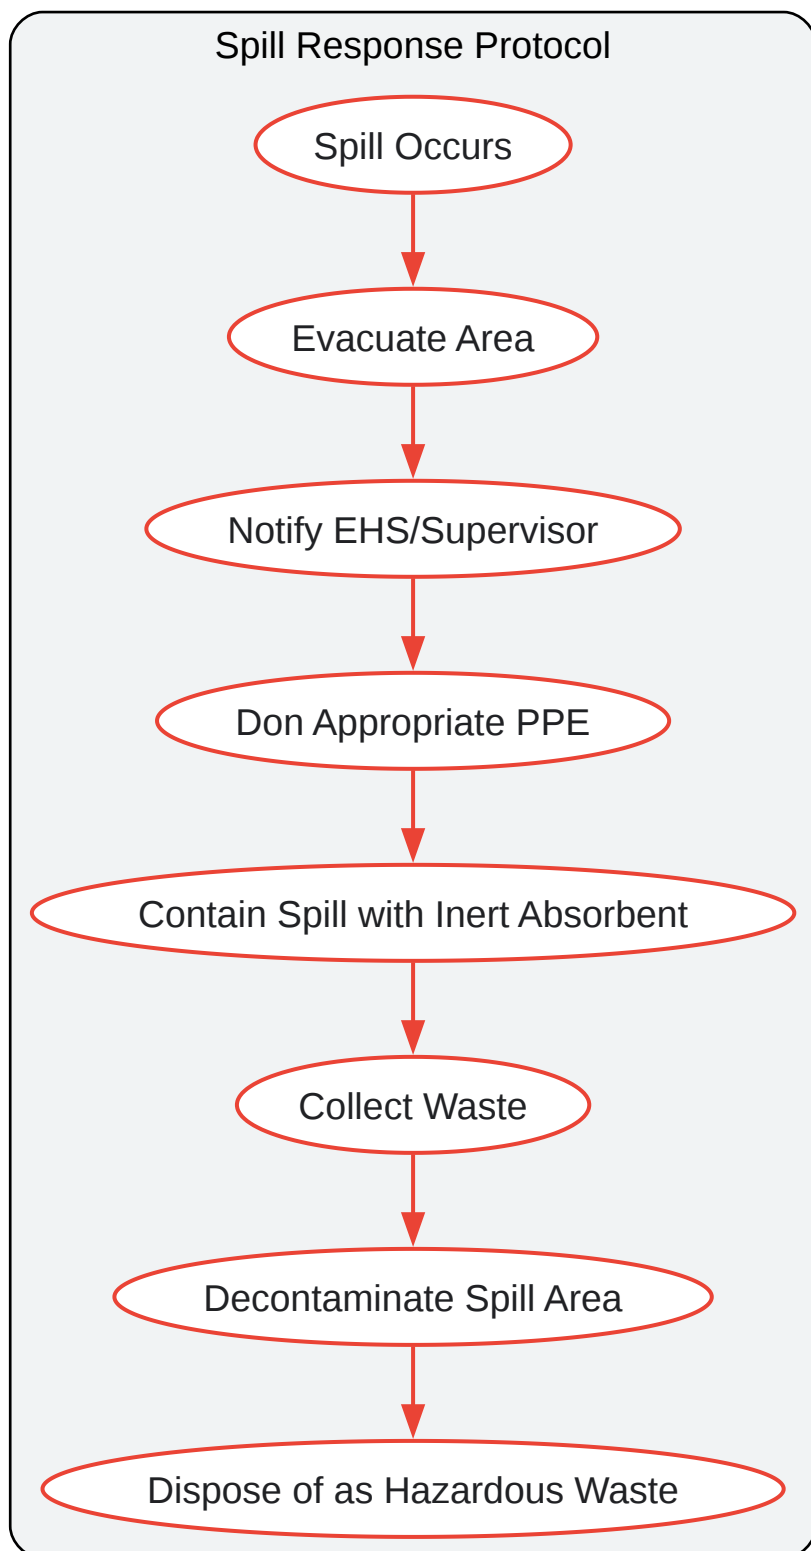 Spill Response Protocol
Spill Occurs
Evacuate Area
Notify EHS/Supervisor
Don Appropriate PPE
Contain Spill with Inert Absorbent
Collect Waste
Decontaminate Spill Area
Dispose of as Hazardous Waste